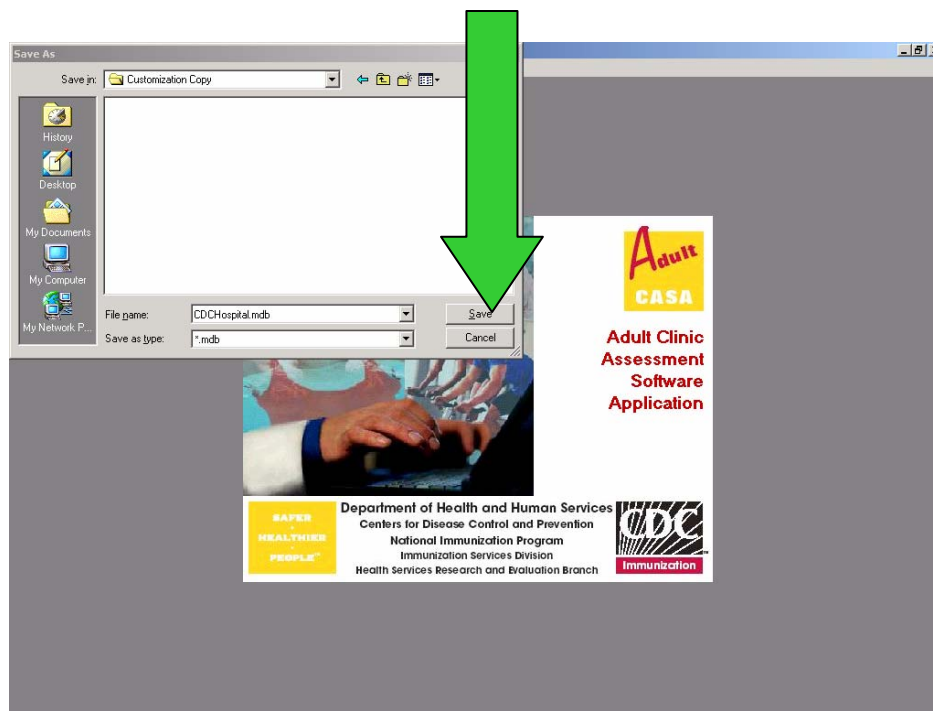 Save As
Save in: Customization Copy
History
Desktop
My Documents
My Computer
My Network P...
File name: CDCHospital.mdb Save
Save as type: *.mdb Cancel
Adult
CASA
Adult Clinic
Assessment
Software
Application
SAFER
HEALTHIER
PEOPLE™
Department of Health and Human Services
Centers for Disease Control and Prevention
National Immunization Program
Immunization Services Division
Health Services Research and Evaluation Branch
CDC
Immunization